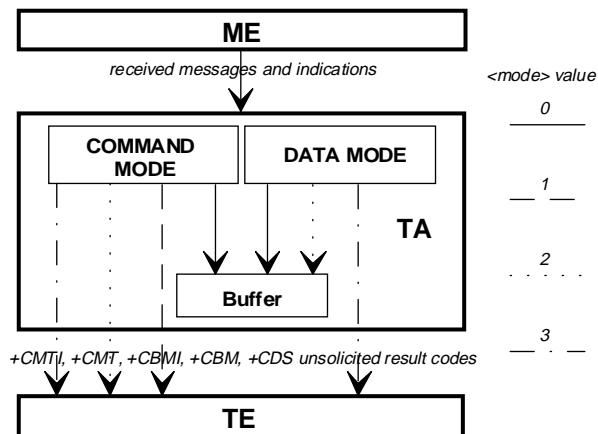 ME
received messages and indications
<mode> value
0
COMMAND
MODE
DATA MODE
1
TA
2
Buffer
3
+CMTI, +CMT, +CBMI, +CBM, +CDS unsolicited result codes
TE